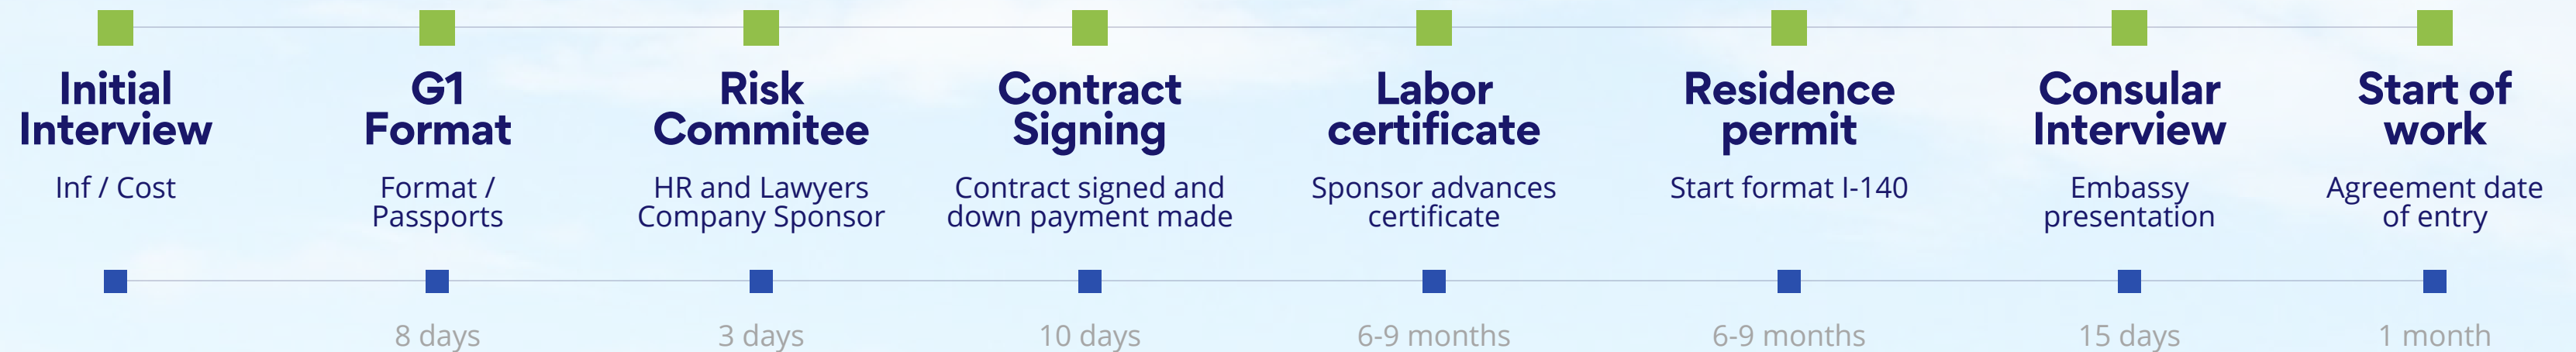 Initial
Interview
Inf / Cost
G1
Format
Format /
Passports
8 days
Risk
Commitee
HR and Lawyers
Company Sponsor
3 days
Contract
Signing
Contract signed and
down payment made
10 days
Labor
certificate
Sponsor advances
certificate
6-9 months
Residence
permit
Start format I-140
6-9 months
Consular
Interview
Embassy
presentation
15 days
Start of
work
Agreement date
of entry
1 month